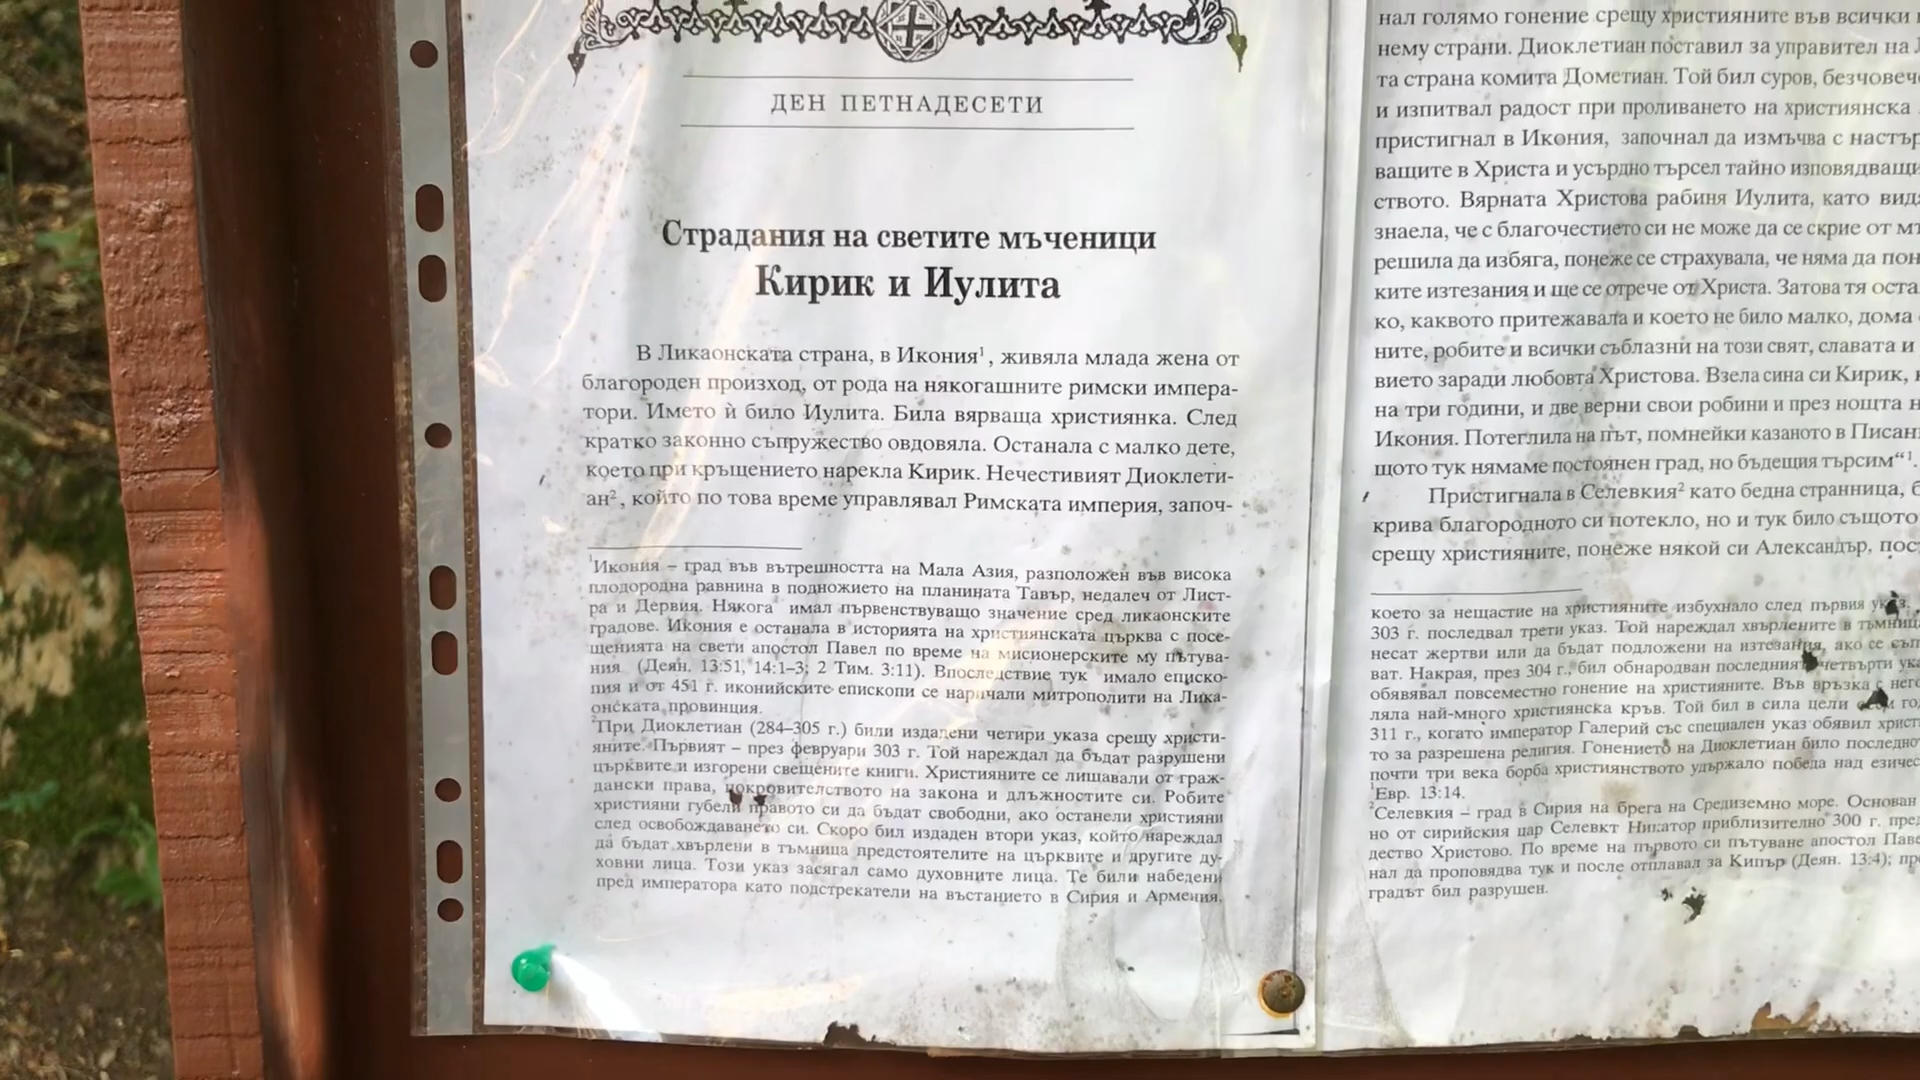 ДЕН ПЕТНАДЕСЕТИ
Страдания на светите мъченици
Кирик и Иулита
В Ликаонската страна, в Икония¹, живяла млада жена от
благороден произход, от рода на някогашните римски импера-
тори. Името ѝ било Иулита. Била вярваща християнка. След
кратко законно съпружество овдовяла. Останала с малко дете,
което при кръщението нарекла Кирик. Нечестивият Диоклети-
ан², който по това време управлявал Римската империя, започ-
¹Икония – град във вътрешността на Мала Азия, разположен във висока
плодородна равнина в подножието на планината Тавър, недалеч от Лист-
ра и Дервия. Някога имал първенствуващо значение сред ликаонските
градове. Икония е останала в историята на християнската църква с посе-
щенията на свети апостол Павел по време на мисионерските му пътува-
ния (Деян. 13:51, 14:1–3; 2 Тим. 3:11). Впоследствие тук имало еписко-
пия и от 451 г. иконийските епископи се наричали митрополити на Лика-
онската провинция.
²При Диоклетиан (284–305 г.) били издадени четири указа срещу христи-
яните. Първият – през февруари 303 г. Той нареждал да бъдат разрушени
църквите и изгорени свещените книги. Християните се лишавали от граж-
дански права, покровителството на закона и длъжностите си. Робите
християни губели правото си да бъдат свободни, ако останели християни
след освобождаването си. Скоро бил издаден втори указ, който нареждал
да бъдат хвърлени в тъмница предстоятелите на църквите и другите ду-
ховни лица. Този указ засягал само духовните лица. Те били набедени
пред императора като подстрекатели на въстанието в Сирия и Армения,
нал голямо гонение срещу християните във всички
нему страни. Диоклетиан поставил за управител на
та страна комита Дометиан. Той бил суров, безчовеч
и изпитвал радост при проливането на християнска
пристигнал в Икония, започнал да измъчва с настър
ващите в Христа и усърдно търсел тайно изповядващи
ството. Вярната Христова рабиня Иулита, като вид
знаела, че с благочестието си не може да се скрие от мъ
решила да избяга, понеже се страхувала, че няма да пон
ките изтезания и ще се отрече от Христа. Затова тя оста
ко, каквото притежавала и което не било малко, дома
ните, робите и всички съблазни на този свят, славата и
вието заради любовта Христова. Взела сина си Кирик,
на три години, и две верни свои робини и през нощта н
Икония. Потеглила на път, помнейки казаното в Писан
щото тук нямаме постоянен град, но бъдещия търсим“¹.
Пристигнала в Селевкия² като бедна странница, б
крива благородното си потекло, но и тук било същото
срещу християните, понеже някой си Александър, пос
което за нещастие на християните избухнало след първия указ.
303 г. последвал трети указ. Той нареждал хвърлените в тъмница
несат жертви или да бъдат подложени на изтезания, ако се съп
ват. Накрая, през 304 г., бил обнародван последният четвърти ука
обявявал повсеместно гонение на християните. Във връзка с него
ляла най-много християнска кръв. Той бил в сила цели осем го
311 г., когато император Галерий със специален указ обявил христ
то за разрешена религия. Гонението на Диоклетиан било последно
почти три века борба християнството удържало победа над езичес
¹Евр. 13:14.
²Селевкия – град в Сирия на брега на Средиземно море. Основан
но от сирийския цар Селевкт Никатор приблизително 300 г. пред
дество Христово. По време на първото си пътуване апостол Паве
нал да проповядва тук и после отплавал за Кипър (Деян. 13:4); пр
градът бил разрушен.